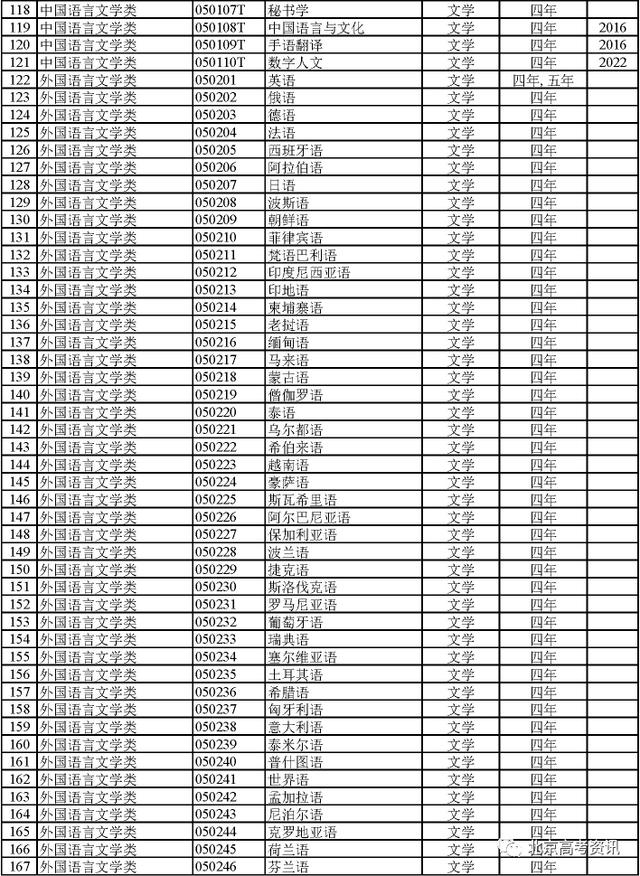 118 中国语言文学类 050107T 秘书学 文学 四年
119 中国语言文学类 050108T 中国语言与文化 文学 四年 2016
120 中国语言文学类 050109T 手语翻译 文学 四年 2016
121 中国语言文学类 050110T 数字人文 文学 四年 2022
122 外国语言文学类 050201 英语 文学 四年,五年
123 外国语言文学类 050202 俄语 文学 四年
124 外国语言文学类 050203 德语 文学 四年
125 外国语言文学类 050204 法语 文学 四年
126 外国语言文学类 050205 西班牙语 文学 四年
127 外国语言文学类 050206 阿拉伯语 文学 四年
128 外国语言文学类 050207 日语 文学 四年
129 外国语言文学类 050208 波斯语 文学 四年
130 外国语言文学类 050209 朝鲜语 文学 四年
131 外国语言文学类 050210 菲律宾语 文学 四年
132 外国语言文学类 050211 梵语巴利语 文学 四年
133 外国语言文学类 050212 印度尼西亚语 文学 四年
134 外国语言文学类 050213 印地语 文学 四年
135 外国语言文学类 050214 柬埔寨语 文学 四年
136 外国语言文学类 050215 老挝语 文学 四年
137 外国语言文学类 050216 缅甸语 文学 四年
138 外国语言文学类 050217 马来语 文学 四年
139 外国语言文学类 050218 蒙古语 文学 四年
140 外国语言文学类 050219 僧伽罗语 文学 四年
141 外国语言文学类 050220 泰语 文学 四年
142 外国语言文学类 050221 乌尔都语 文学 四年
143 外国语言文学类 050222 希伯来语 文学 四年
144 外国语言文学类 050223 越南语 文学 四年
145 外国语言文学类 050224 豪萨语 文学 四年
146 外国语言文学类 050225 斯瓦希里语 文学 四年
147 外国语言文学类 050226 阿尔巴尼亚语 文学 四年
148 外国语言文学类 050227 保加利亚语 文学 四年
149 外国语言文学类 050228 波兰语 文学 四年
150 外国语言文学类 050229 捷克语 文学 四年
151 外国语言文学类 050230 斯洛伐克语 文学 四年
152 外国语言文学类 050231 罗马尼亚语 文学 四年
153 外国语言文学类 050232 葡萄牙语 文学 四年
154 外国语言文学类 050233 瑞典语 文学 四年
155 外国语言文学类 050234 塞尔维亚语 文学 四年
156 外国语言文学类 050235 土耳其语 文学 四年
157 外国语言文学类 050236 希腊语 文学 四年
158 外国语言文学类 050237 匈牙利语 文学 四年
159 外国语言文学类 050238 意大利语 文学 四年
160 外国语言文学类 050239 泰米尔语 文学 四年
161 外国语言文学类 050240 普什图语 文学 四年
162 外国语言文学类 050241 世界语 文学 四年
163 外国语言文学类 050242 孟加拉语 文学 四年
164 外国语言文学类 050243 尼泊尔语 文学 四年
165 外国语言文学类 050244 克罗地亚语 文学 四年
166 外国语言文学类 050245 荷兰语 文学 四年
北京高考资讯
167 外国语言文学类 050246 芬兰语 文学 四年